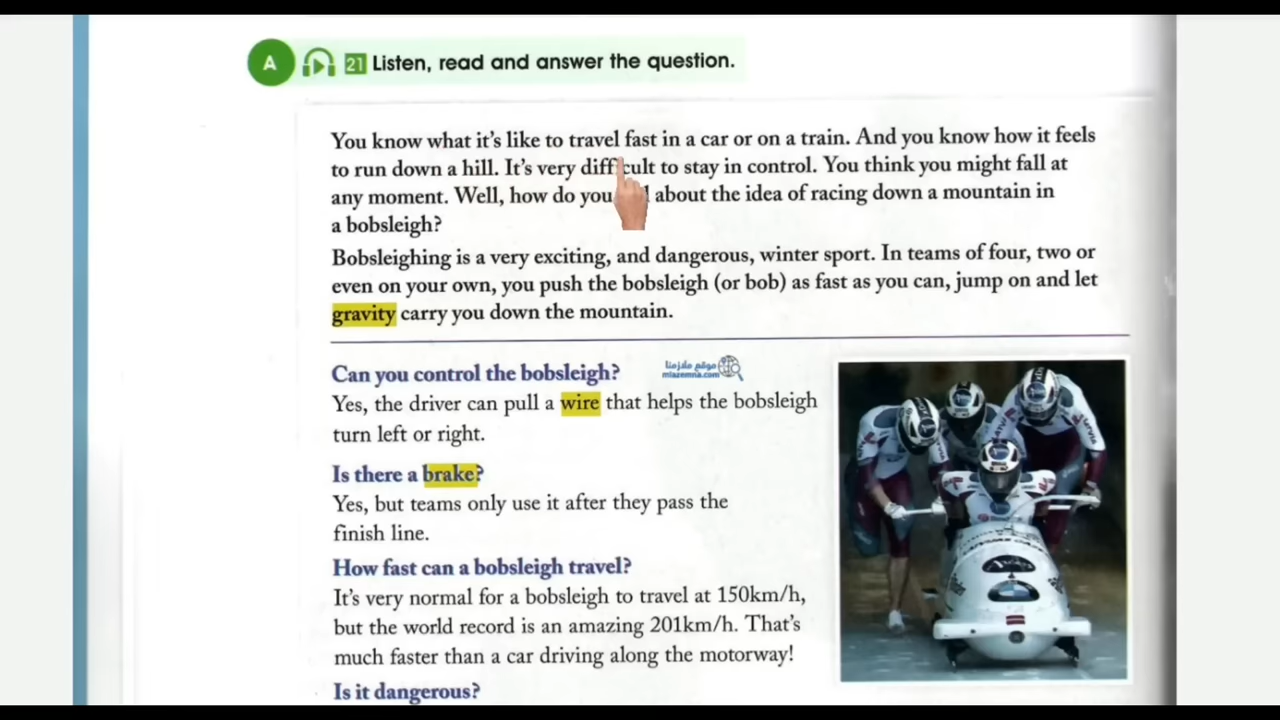 A 21 Listen, read and answer the question.
You know what it's like to travel fast in a car or on a train. And you know how it feels
to run down a hill. It's very difficult to stay in control. You think you might fall at
any moment. Well, how do you about the idea of racing down a mountain in
a bobsleigh?
Bobsleighing is a very exciting, and dangerous, winter sport. In teams of four, two or
even on your own, you push the bobsleigh (or bob) as fast as you can, jump on and let
gravity carry you down the mountain.
Can you control the bobsleigh?
موقع ملازمنا
mlazemna.com
Yes, the driver can pull a wire that helps the bobsleigh
turn left or right.
Is there a brake?
Yes, but teams only use it after they pass the
finish line.
How fast can a bobsleigh travel?
It's very normal for a bobsleigh to travel at 150km/h,
but the world record is an amazing 201km/h. That's
much faster than a car driving along the motorway!
Is it dangerous?